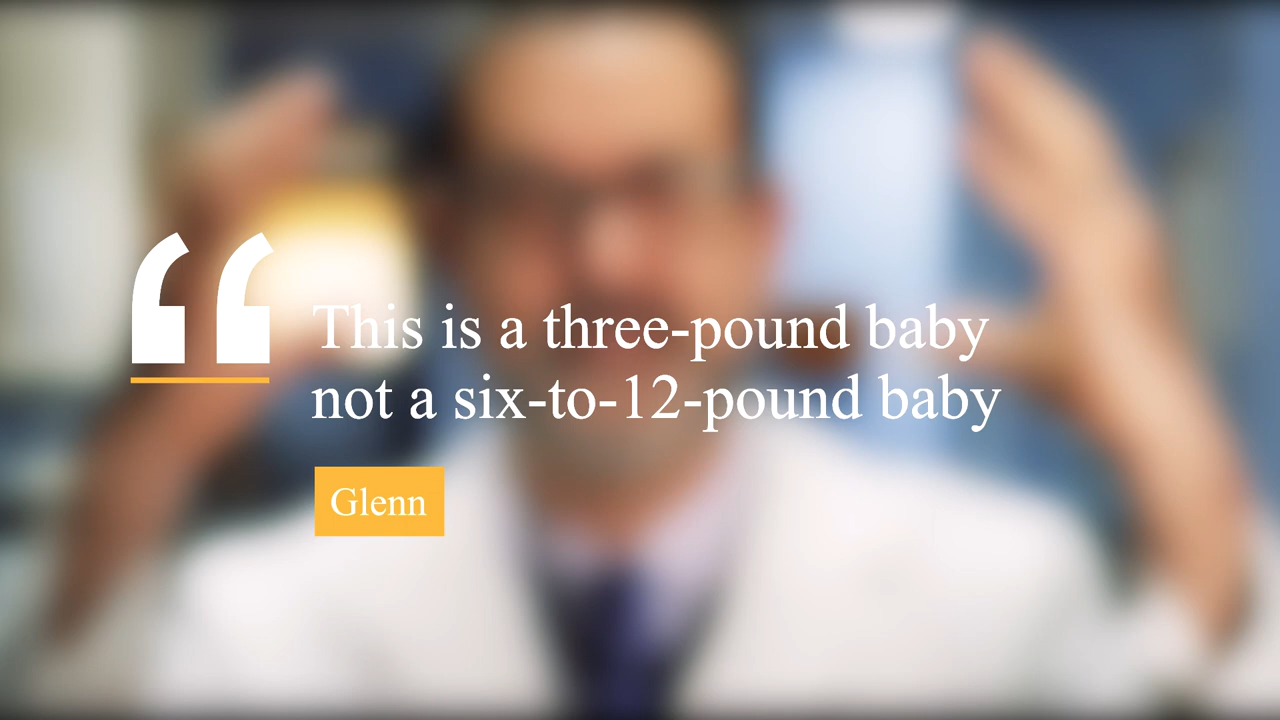 “
This is a three-pound baby
not a six-to-12-pound baby
Glenn